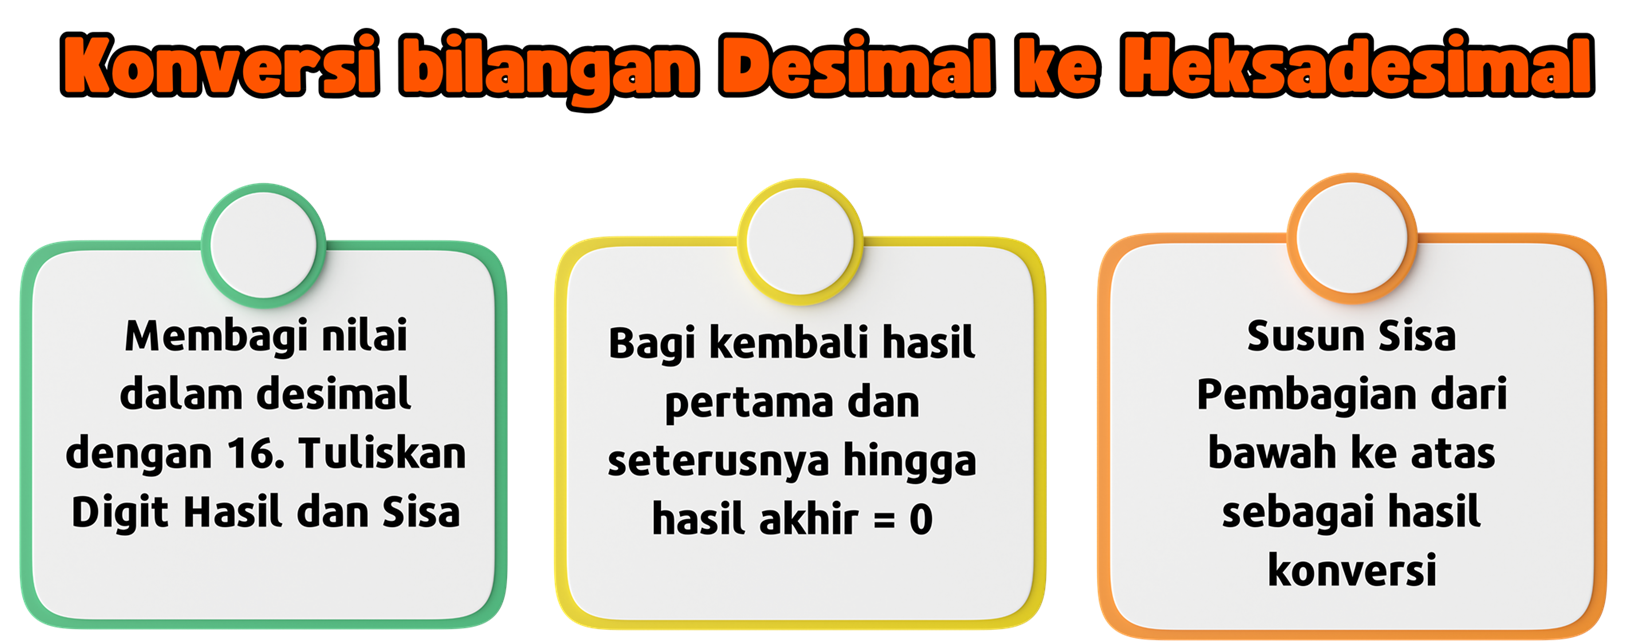 Konversi bilangan Desimal ke Heksadesimal
Membagi nilai
dalam desimal
dengan 16. Tuliskan
Digit Hasil dan Sisa
Bagi kembali hasil
pertama dan
seterusnya hingga
hasil akhir = 0
Susun Sisa
Pembagian dari
bawah ke atas
sebagai hasil
konversi